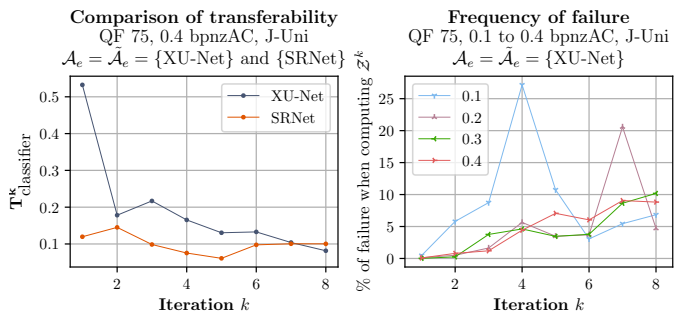 Comparison of transferability
QF 75, 0.4 bpnzAC, J-Uni
𝒜ₑ = 𝒜̃ₑ = {XU-Net} and {SRNet}
XU-Net
SRNet
0.5
0.4
0.3
0.2
0.1
T^k_classifier
2
4
6
8
Iteration k
Frequency of failure
QF 75, 0.1 to 0.4 bpnzAC, J-Uni
𝒜ₑ = 𝒜̃ₑ = {XU-Net}
0.1
0.2
0.3
0.4
25
20
15
10
5
0
% of failure when computing 𝒵^k
2
4
6
8
Iteration k